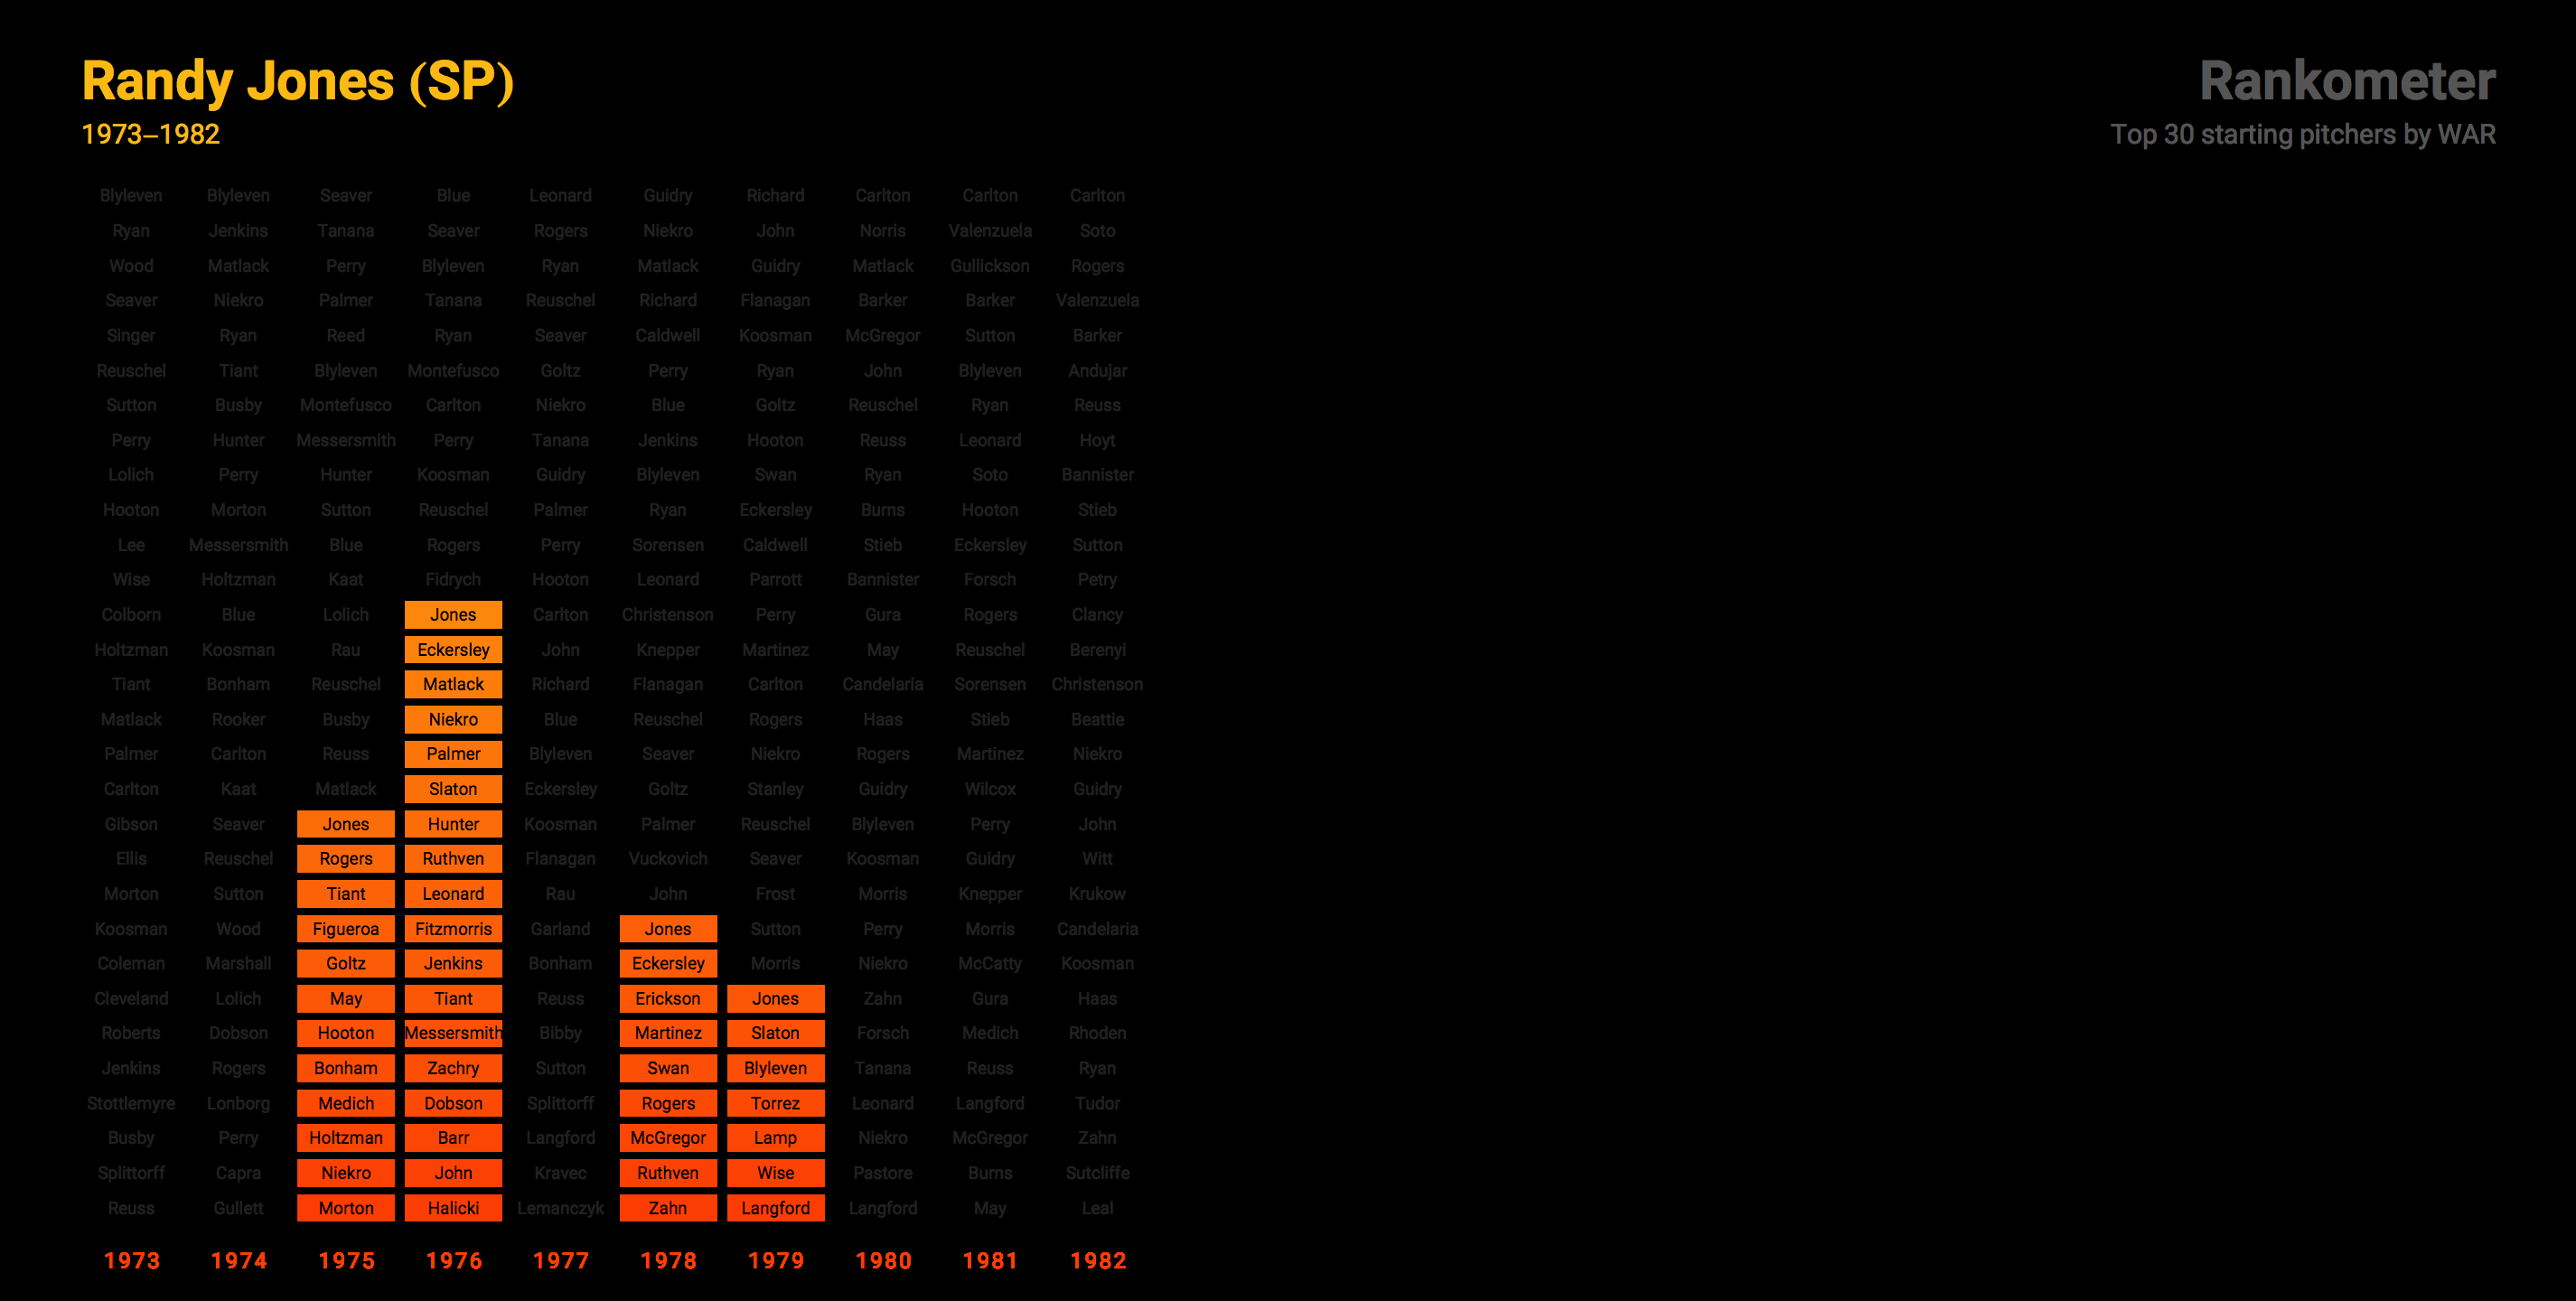 Randy Jones (SP)
1973–1982
Rankometer
Top 30 starting pitchers by WAR
Blyleven Blyleven Seaver Blue Leonard Guidry Richard Carlton Carlton Carlton
Ryan Jenkins Tanana Seaver Rogers Niekro John Norris Valenzuela Soto
Wood Matlack Perry Blyleven Ryan Matlack Guidry Matlack Gullickson Rogers
Seaver Niekro Palmer Tanana Reuschel Richard Flanagan Barker Barker Valenzuela
Singer Ryan Reed Ryan Seaver Caldwell Koosman McGregor Sutton Barker
Reuschel Tiant Blyleven Montefusco Goltz Perry Ryan John Blyleven Andujar
Sutton Busby Montefusco Carlton Niekro Blue Goltz Reuschel Ryan Reuss
Perry Hunter Messersmith Perry Tanana Jenkins Hooton Reuss Leonard Hoyt
Lolich Perry Hunter Koosman Guidry Blyleven Swan Ryan Soto Bannister
Hooton Morton Sutton Reuschel Palmer Ryan Eckersley Burns Hooton Stieb
Lee Messersmith Blue Rogers Perry Sorensen Caldwell Stieb Eckersley Sutton
Wise Holtzman Kaat Fidrych Hooton Leonard Parrott Bannister Forsch Petry
Colborn Blue Lolich Jones Carlton Christenson Perry Gura Rogers Clancy
Holtzman Koosman Rau Eckersley John Knepper Martinez May Reuschel Berenyi
Tiant Bonham Reuschel Matlack Richard Flanagan Carlton Candelaria Sorensen Christenson
Matlack Rooker Busby Niekro Blue Reuschel Rogers Haas Stieb Beattie
Palmer Carlton Reuss Palmer Blyleven Seaver Niekro Rogers Martinez Niekro
Carlton Kaat Matlack Slaton Eckersley Goltz Stanley Guidry Wilcox Guidry
Gibson Seaver Jones Hunter Koosman Palmer Reuschel Blyleven Perry John
Ellis Reuschel Rogers Ruthven Flanagan Vuckovich Seaver Koosman Guidry Witt
Morton Sutton Tiant Leonard Rau John Frost Morris Knepper Krukow
Koosman Wood Figueroa Fitzmorris Garland Jones Sutton Perry Morris Candelaria
Coleman Marshall Goltz Jenkins Bonham Eckersley Morris Niekro McCatty Koosman
Cleveland Lolich May Tiant Reuss Erickson Jones Zahn Gura Haas
Roberts Dobson Hooton Messersmith Bibby Martinez Slaton Forsch Medich Rhoden
Jenkins Rogers Bonham Zachry Sutton Swan Blyleven Tanana Reuss Ryan
Stottlemyre Lonborg Medich Dobson Splittorff Rogers Torrez Leonard Langford Tudor
Busby Perry Holtzman Barr Langford McGregor Lamp Niekro McGregor Zahn
Splittorff Capra Niekro John Kravec Ruthven Wise Pastore Burns Sutcliffe
Reuss Gullett Morton Halicki Lemanczyk Zahn Langford Langford May Leal
1973 1974 1975 1976 1977 1978 1979 1980 1981 1982